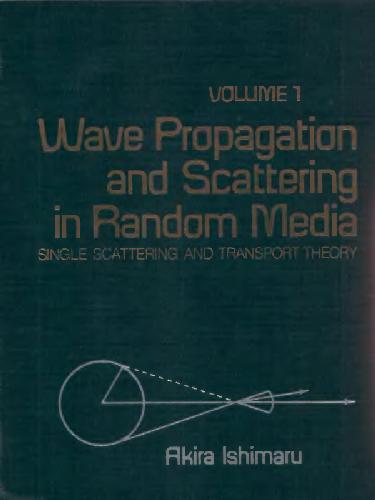 VOLUME 1
Wave Propagation
and Scattering
in Random Media
SINGLE SCATTERING AND TRANSPORT THEORY
Akira Ishimaru